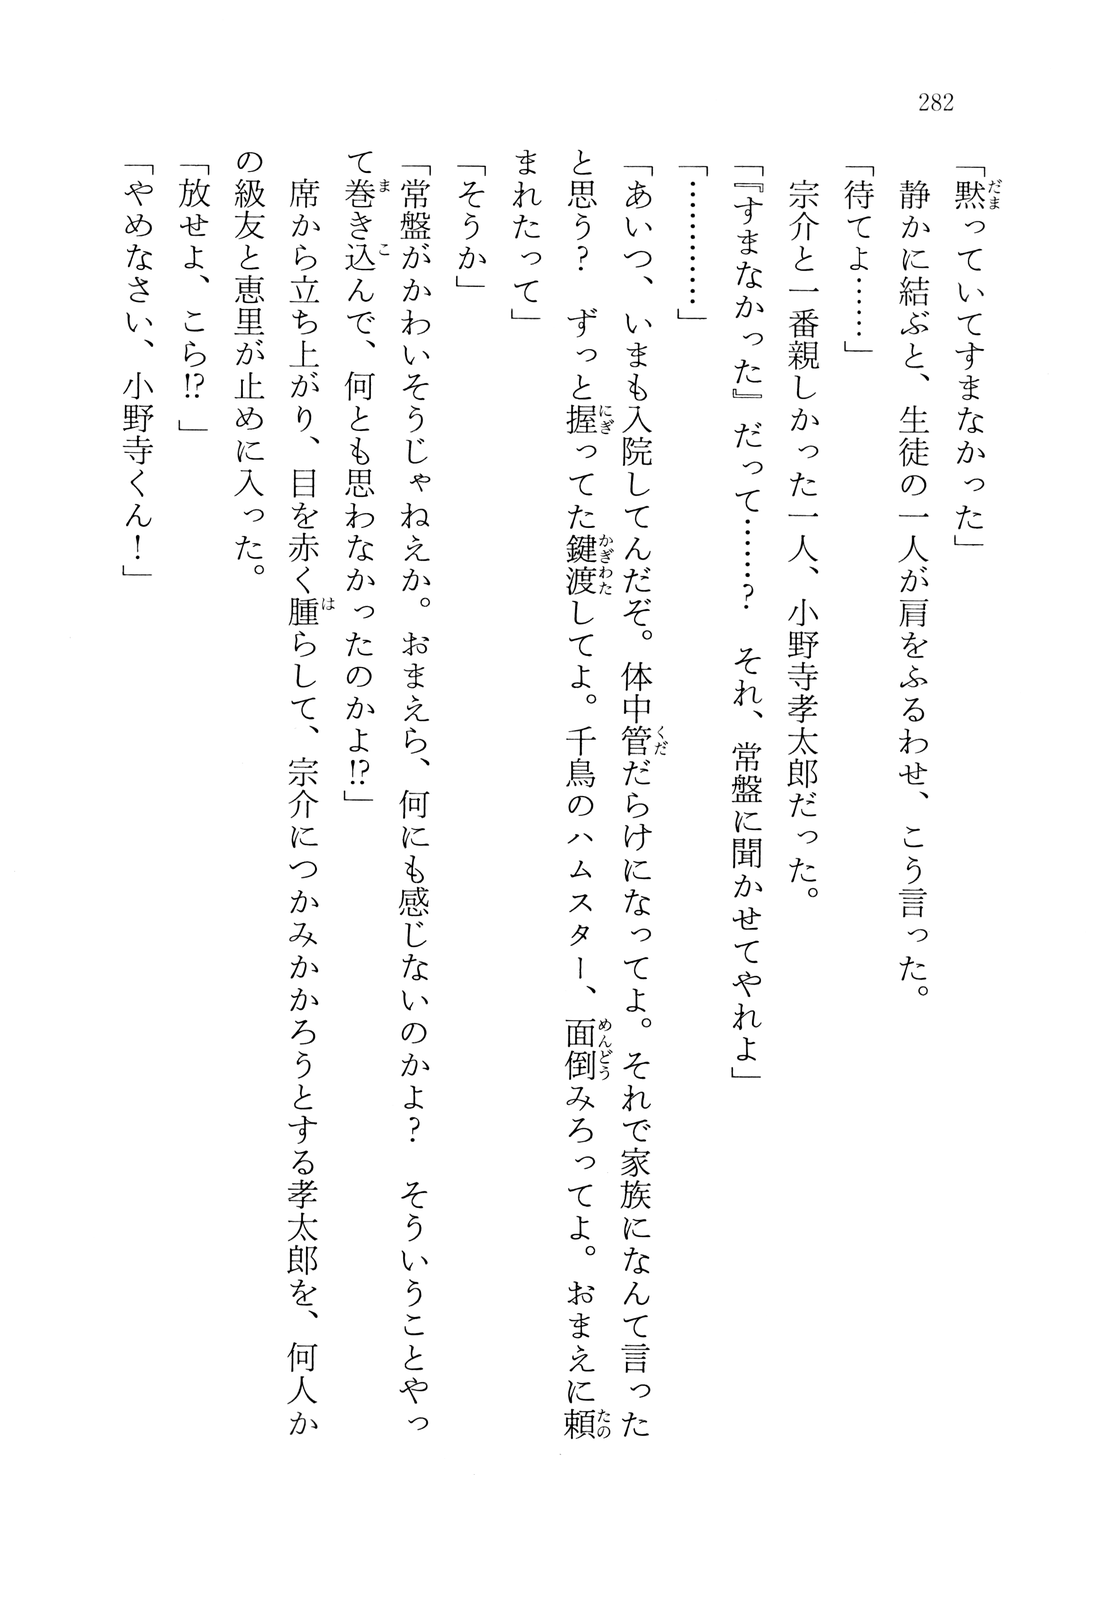 282
「黙っていてすまなかった」
　静かに結ぶと、生徒の一人が肩をふるわせ、こう言った。
「待てよ……」
　宗介と一番親しかった一人、小野寺孝太郎だった。
「『すまなかった』だって……？　それ、常盤に聞かせてやれよ」
「…………」
「あいつ、いまも入院してんだぞ。体中管だらけになってよ。それで家族になんて言った
と思う？　ずっと握ってた鍵渡してよ。千鳥のハムスター、面倒みろってよ。おまえに頼
まれたって」
「そうか」
「常盤がかわいそうじゃねえか。おまえら、何にも感じないのかよ？　そういうことやっ
て巻き込んで、何とも思わなかったのかよ!?」
　席から立ち上がり、目を赤く腫らして、宗介につかみかかろうとする孝太郎を、何人か
の級友と恵里が止めに入った。
「放せよ、こら!?」
「やめなさい、小野寺くん！」